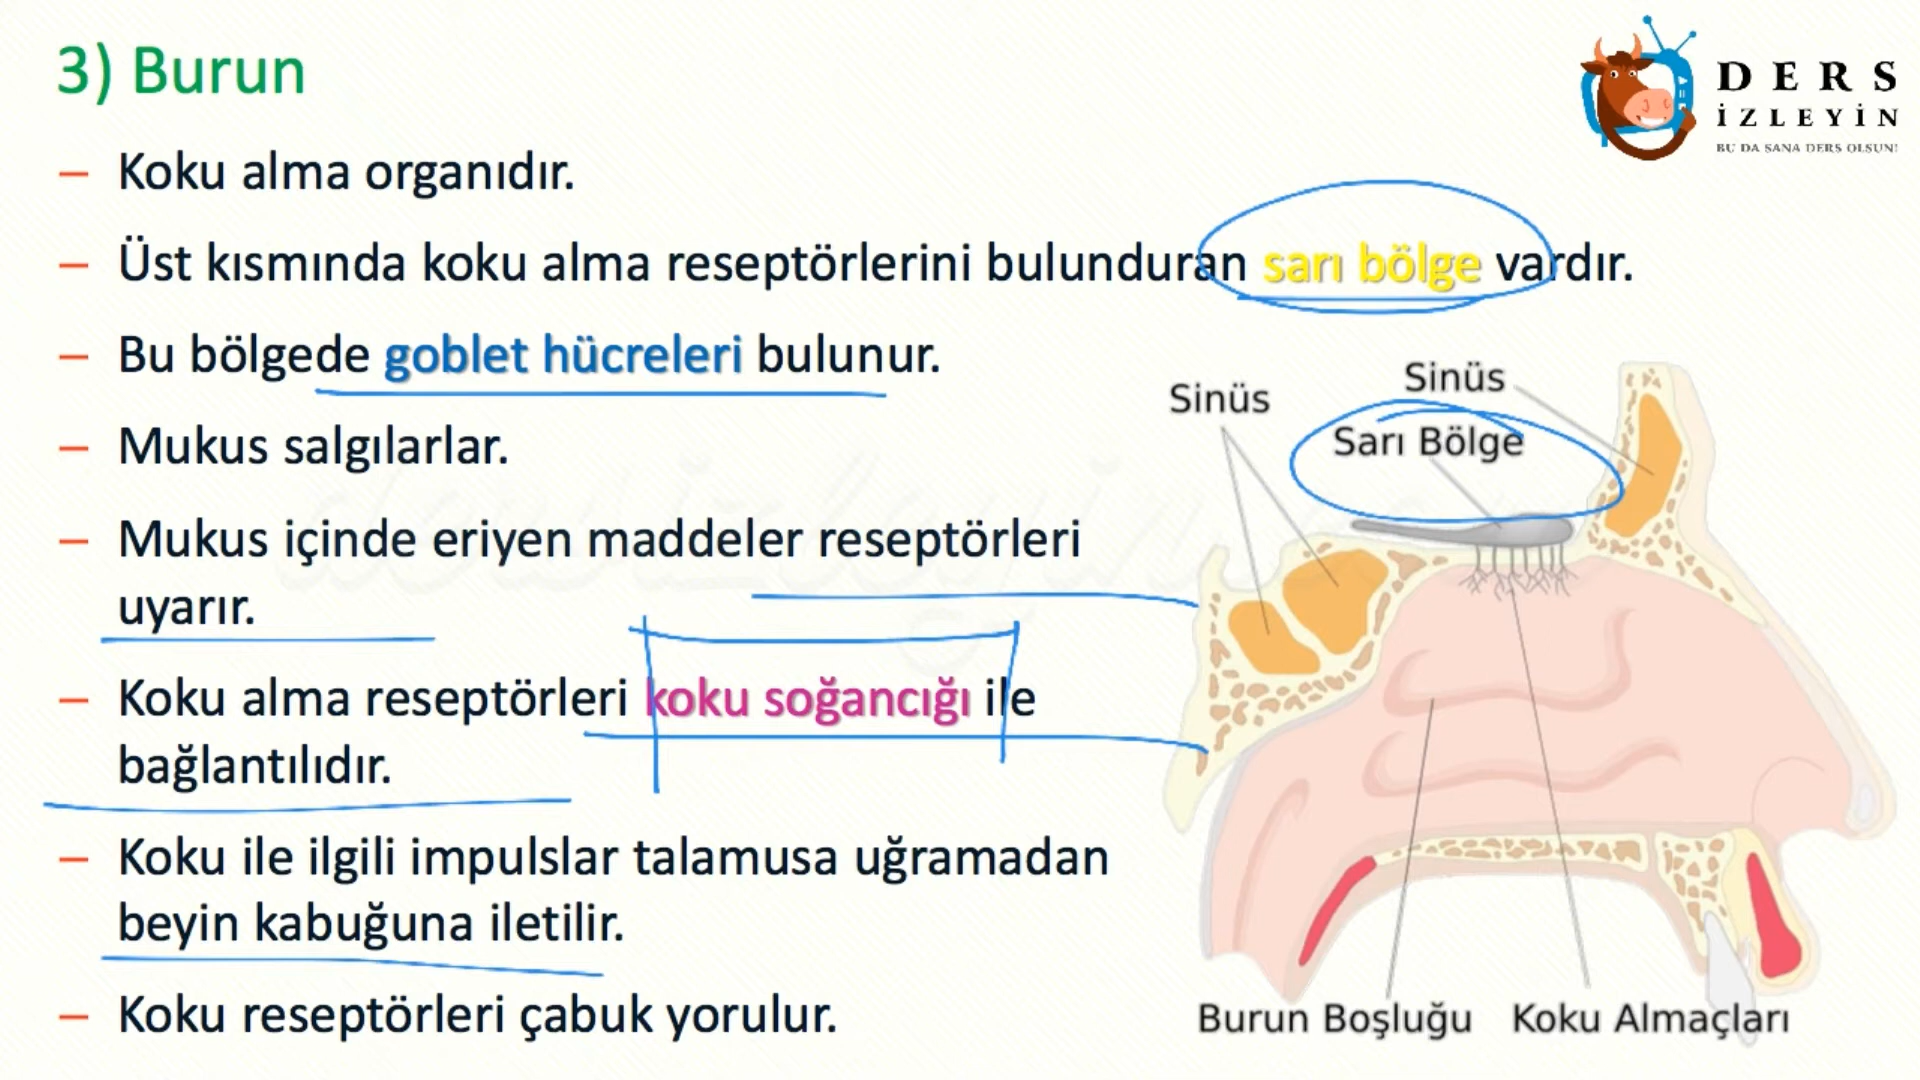 3) Burun
DERS
İZLEYİN
BU DA SANA DERS OLSUN!
– Koku alma organıdır.
– Üst kısmında koku alma reseptörlerini bulunduran sarı bölge vardır.
– Bu bölgede goblet hücreleri bulunur.
– Mukus salgılarlar.
– Mukus içinde eriyen maddeler reseptörleri
uyarır.
– Koku alma reseptörleri koku soğancığı ile
bağlantılıdır.
– Koku ile ilgili impulslar talamusa uğramadan
beyin kabuğuna iletilir.
– Koku reseptörleri çabuk yorulur.
Sinüs
Sinüs
Sarı Bölge
Burun Boşluğu
Koku Almaçları